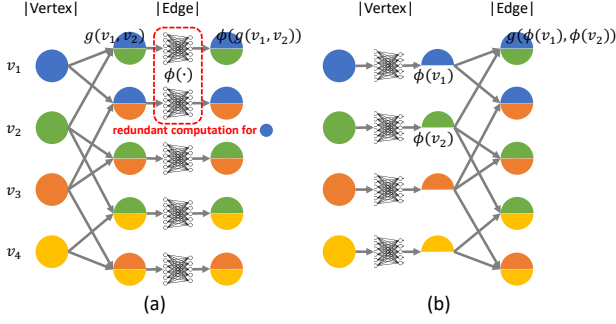 |Vertex|
|Edge|
|Vertex|
|Edge|
g(v₁, v₂)
ϕ(g(v₁, v₂))
g(ϕ(v₁), ϕ(v₂))
v₁
ϕ(·)
ϕ(v₁)
redundant computation for
v₂
ϕ(v₂)
v₃
v₄
(a)
(b)